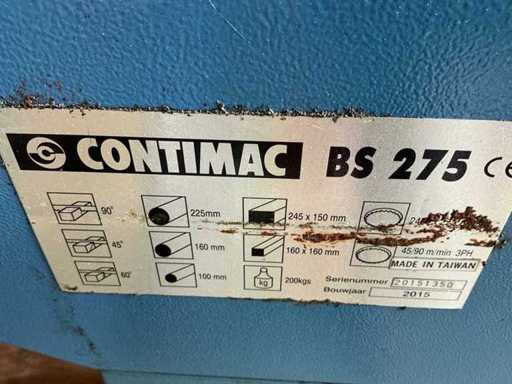 CONTIMAC BS 275 CE
90° 225mm 245 x 150 mm
45° 160 mm 160 x 160 mm 45/90 m/min 3PH
60° 100 mm kg 200kgs MADE IN TAIWAN
Serienummer 20151350
Bouwjaar 2015